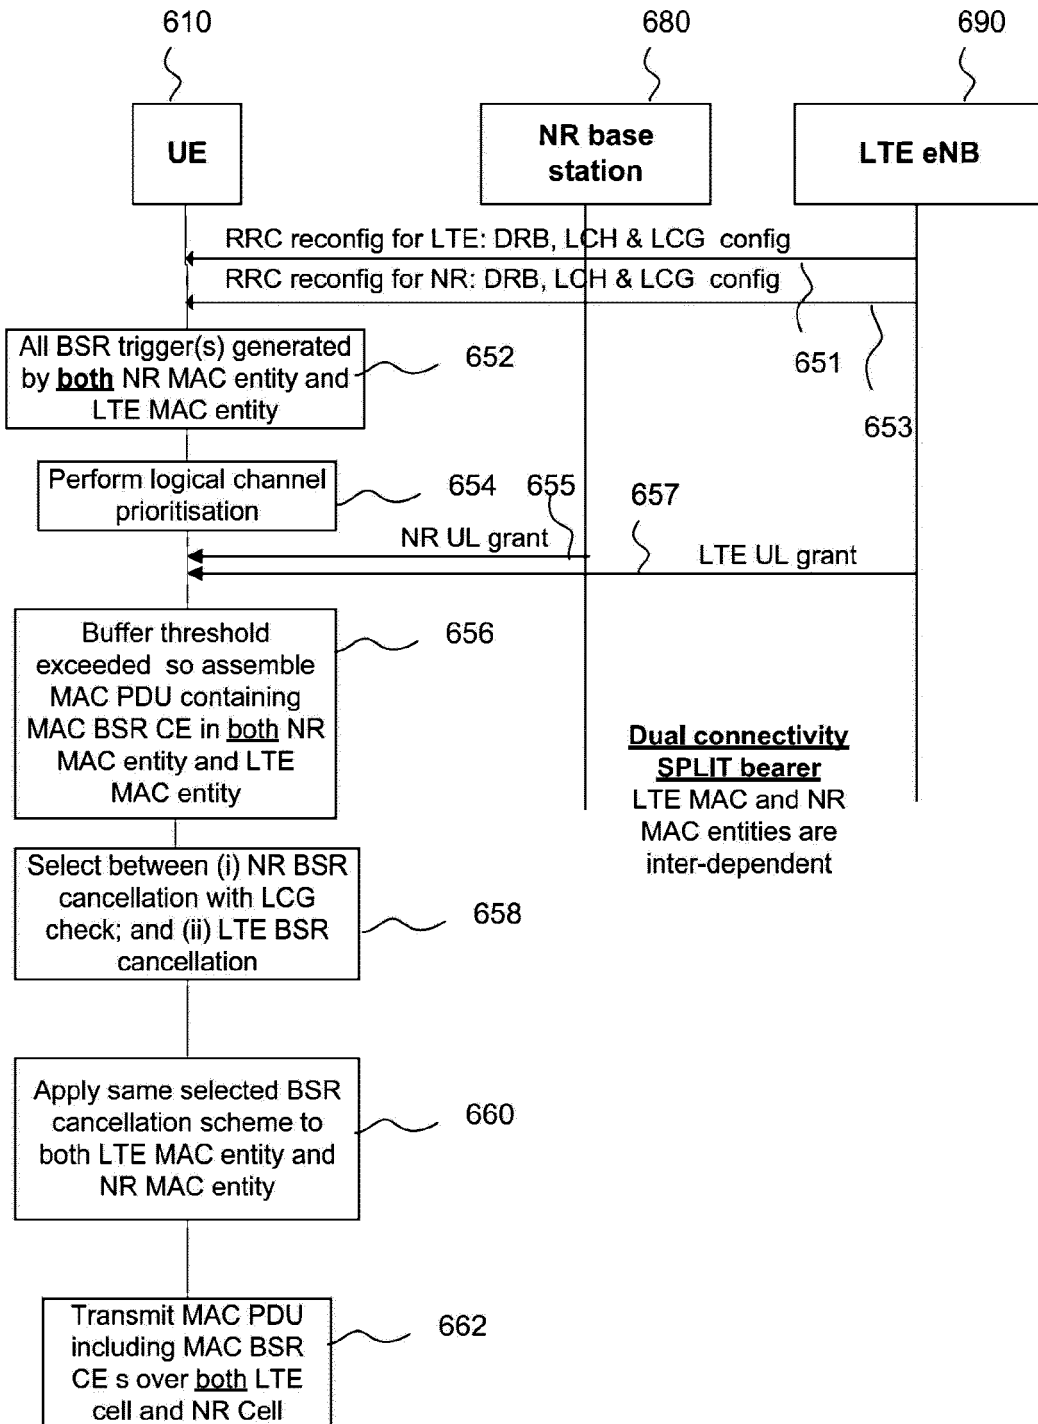 610
680
690
UE
NR base
station
LTE eNB
RRC reconfig for LTE: DRB, LCH & LCG config
RRC reconfig for NR: DRB, LCH & LCG config
651
653
All BSR trigger(s) generated
by both NR MAC entity and
LTE MAC entity
652
Perform logical channel
prioritisation
654
655
657
NR UL grant
LTE UL grant
Buffer threshold
exceeded so assemble
MAC PDU containing
MAC BSR CE in both NR
MAC entity and LTE
MAC entity
656
Dual connectivity
SPLIT bearer
LTE MAC and NR
MAC entities are
inter-dependent
Select between (i) NR BSR
cancellation with LCG
check; and (ii) LTE BSR
cancellation
658
Apply same selected BSR
cancellation scheme to
both LTE MAC entity and
NR MAC entity
660
Transmit MAC PDU
including MAC BSR
CE s over both LTE
cell and NR Cell
662